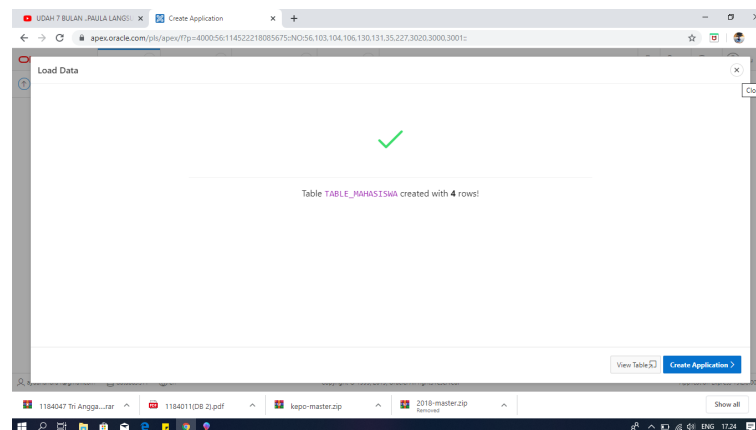 UDAH 7 BULAN ..PAULA LANGSU
Create Application
apex.oracle.com/pls/apex/f?p=4000:56:114522218085675::NO:56,103,104,106,130,131,35,227,3020,3000,3001::
Load Data
Clo
Table TABLE_MAHASISWA created with 4 rows!
View Table
Create Application >
1184047 Tri Angga....rar
1184011(DB 2).pdf
kepo-master.zip
2018-master.zip
Removed
Show all
ENG 17.24